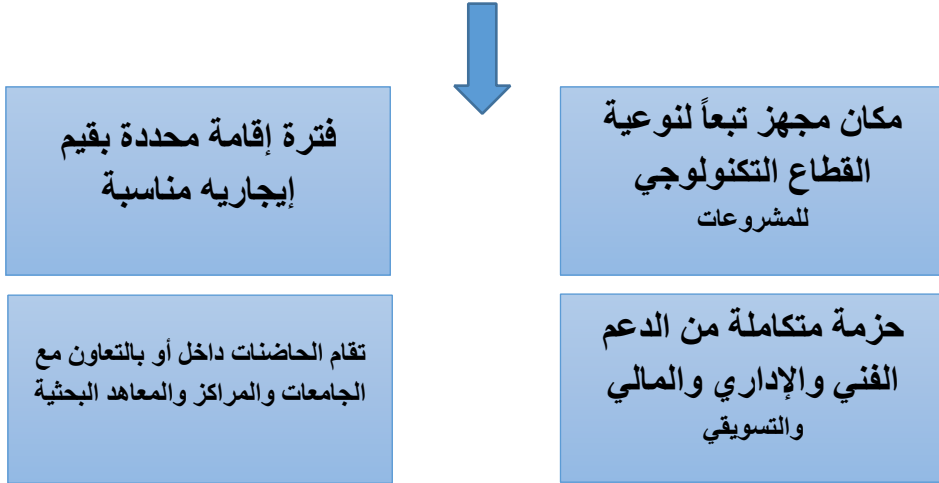 مكان مجهز تبعاً لنوعية
القطاع التكنولوجي
للمشروعات
فترة إقامة محددة بقيم
إيجاريه مناسبة
حزمة متكاملة من الدعم
الفني والإداري والمالي
والتسويقي
تقام الحاضنات داخل أو بالتعاون مع
الجامعات والمراكز والمعاهد البحثية